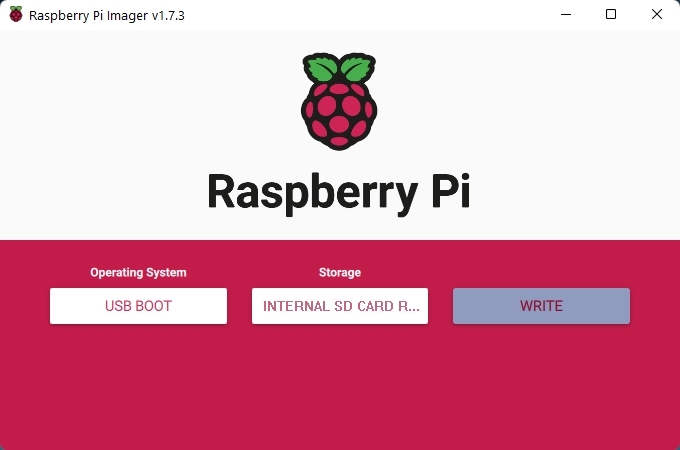 Raspberry Pi Imager v1.7.3
Raspberry Pi
Operating System
Storage
USB BOOT
INTERNAL SD CARD R...
WRITE